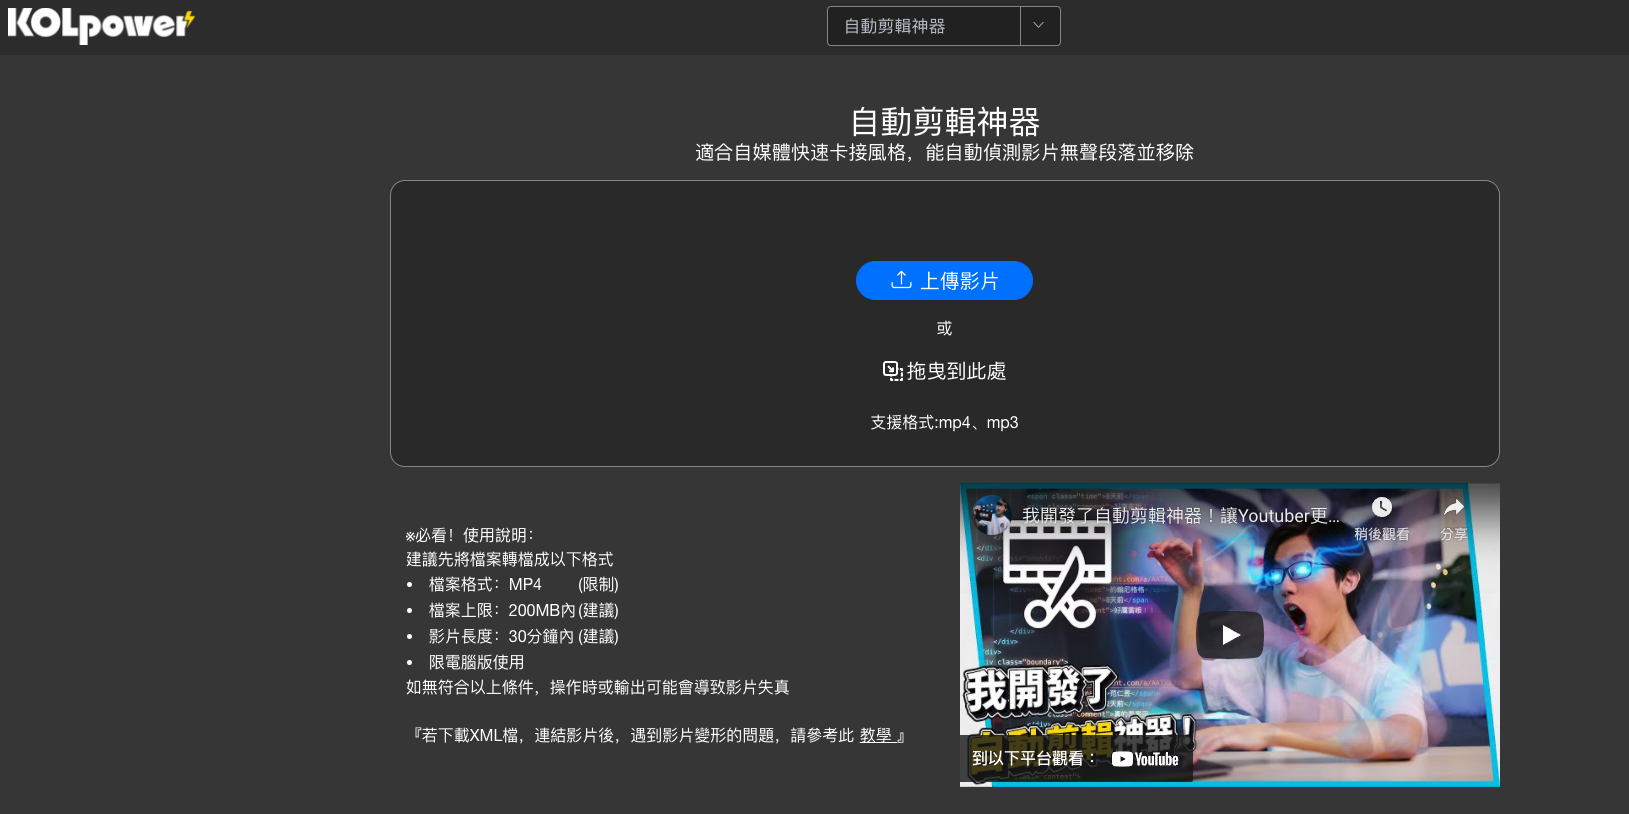 KOLpower
自動剪輯神器
自動剪輯神器
適合自媒體快速卡接風格，能自動偵測影片無聲段落並移除
上傳影片
或
拖曳到此處
支援格式:mp4、mp3
※必看！使用說明：
建議先將檔案轉檔成以下格式
• 檔案格式：MP4 (限制)
• 檔案上限：200MB內 (建議)
• 影片長度：30分鐘內 (建議)
• 限電腦版使用
如無符合以上條件，操作時或輸出可能會導致影片失真
『若下載XML檔，連結影片後，遇到影片變形的問題，請參考此 教學 』
我開發了自動剪輯神器！讓Youtuber更...
稍後觀看
分享
我開發了
自動剪輯神器！
到以下平台觀看：
YouTube